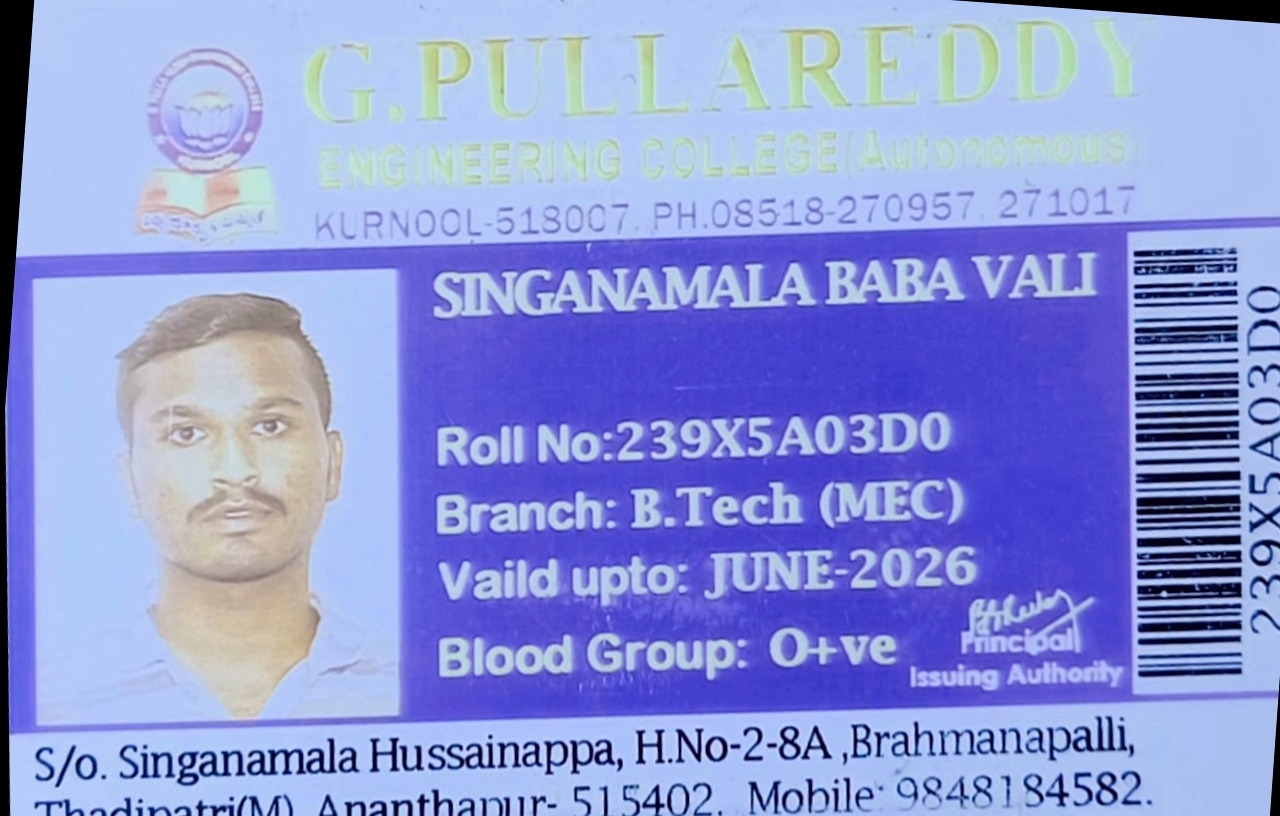 G.PULLAREDDY
ENGINEERING COLLEGE(Autonomous)
KURNOOL-518007. PH.08518-270957, 271017
SINGANAMALA BABA VALI
Roll No:239X5A03D0
Branch: B.Tech (MEC)
Vaild upto: JUNE-2026
Blood Group: O+ve
Principal
Issuing Authority
239X5A03D0
S/o. Singanamala Hussainappa, H.No-2-8A ,Brahmanapalli,
Thadipatri(M), Ananthapur- 515402, Mobile: 9848184582.